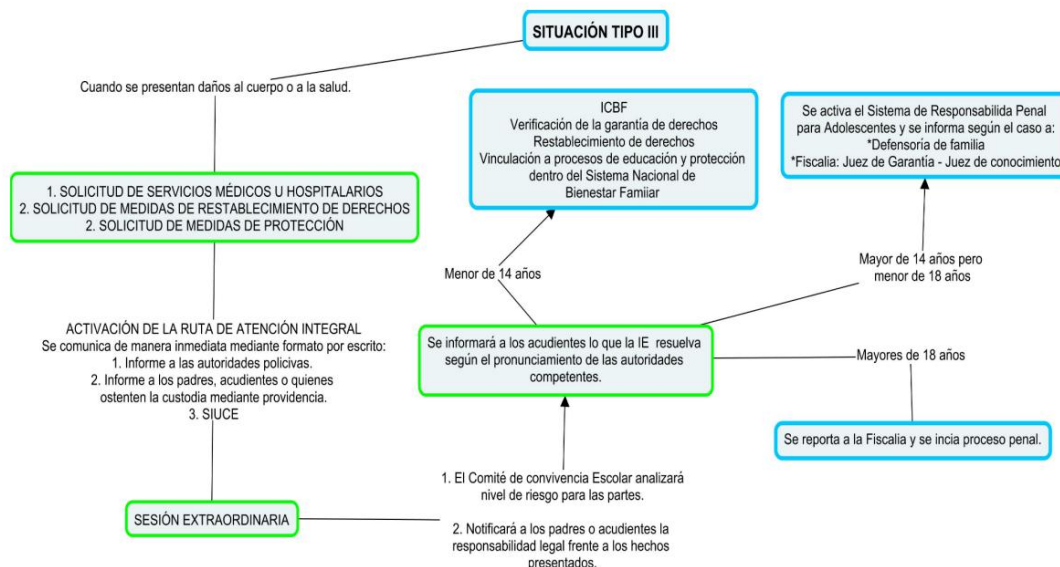 SITUACIÓN TIPO III
Cuando se presentan daños al cuerpo o a la salud.
1. SOLICITUD DE SERVICIOS MÉDICOS U HOSPITALARIOS
2. SOLICITUD DE MEDIDAS DE RESTABLECIMIENTO DE DERECHOS
2. SOLICITUD DE MEDIDAS DE PROTECCIÓN
ACTIVACIÓN DE LA RUTA DE ATENCIÓN INTEGRAL
Se comunica de manera inmediata mediante formato por escrito:
1. Informe a las autoridades policivas.
2. Informe a los padres, acudientes o quienes
ostenten la custodia mediante providencia.
3. SIUCE
SESIÓN EXTRAORDINARIA
1. El Comité de convivencia Escolar analizará
nivel de riesgo para las partes.
2. Notificará a los padres o acudientes la
responsabilidad legal frente a los hechos
presentados.
Se informará a los acudientes lo que la IE resuelva
según el pronunciamiento de las autoridades
competentes.
Menor de 14 años
ICBF
Verificación de la garantía de derechos
Restablecimiento de derechos
Vinculación a procesos de educación y protección
dentro del Sistema Nacional de
Bienestar Famiiar
Mayor de 14 años pero
menor de 18 años
Se activa el Sistema de Responsabilida Penal
para Adolescentes y se informa según el caso a:
*Defensoría de familia
*Fiscalia: Juez de Garantía - Juez de conocimiento
Mayores de 18 años
Se reporta a la Fiscalia y se incia proceso penal.